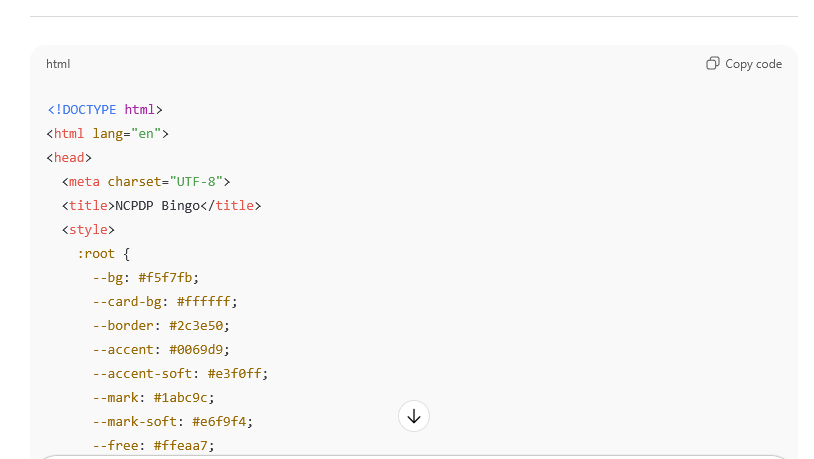 html
Copy code
<!DOCTYPE html>
<html lang="en">
<head>
<meta charset="UTF-8">
<title>NCPDP Bingo</title>
<style>
:root {
--bg: #f5f7fb;
--card-bg: #ffffff;
--border: #2c3e50;
--accent: #0069d9;
--accent-soft: #e3f0ff;
--mark: #1abc9c;
--mark-soft: #e6f9f4;
--free: #ffeaa7;